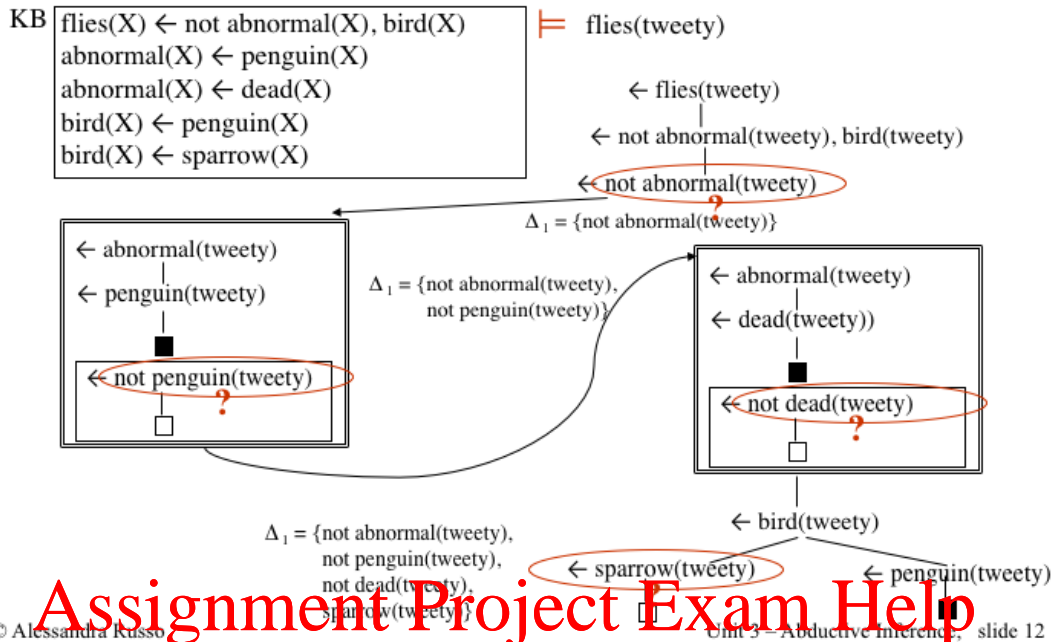 KB
flies(X) ← not abnormal(X), bird(X)
abnormal(X) ← penguin(X)
abnormal(X) ← dead(X)
bird(X) ← penguin(X)
bird(X) ← sparrow(X)
⊨ flies(tweety)
← flies(tweety)
← not abnormal(tweety), bird(tweety)
← not abnormal(tweety)
?
Δ₁ = {not abnormal(tweety)}
← abnormal(tweety)
← penguin(tweety)
← not penguin(tweety)
?
Δ₁ = {not abnormal(tweety),
not penguin(tweety)}
← abnormal(tweety)
← dead(tweety))
← not dead(tweety)
?
← bird(tweety)
← sparrow(tweety)
← penguin(tweety)
Δ₁ = {not abnormal(tweety),
not penguin(tweety),
not dead(tweety),
sparrow(tweety)}
Assignment Project Exam Help
© Alessandra Russo
Unit 3 – Abductive Inference, slide 12